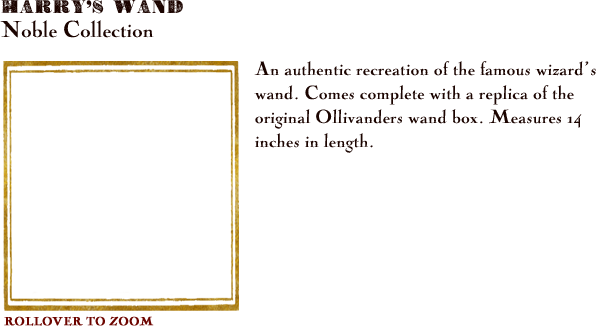 HARRY'S WAND
Noble Collection
An authentic recreation of the famous wizard's
wand. Comes complete with a replica of the
original Ollivanders wand box. Measures 14
inches in length.
ROLLOVER TO ZOOM